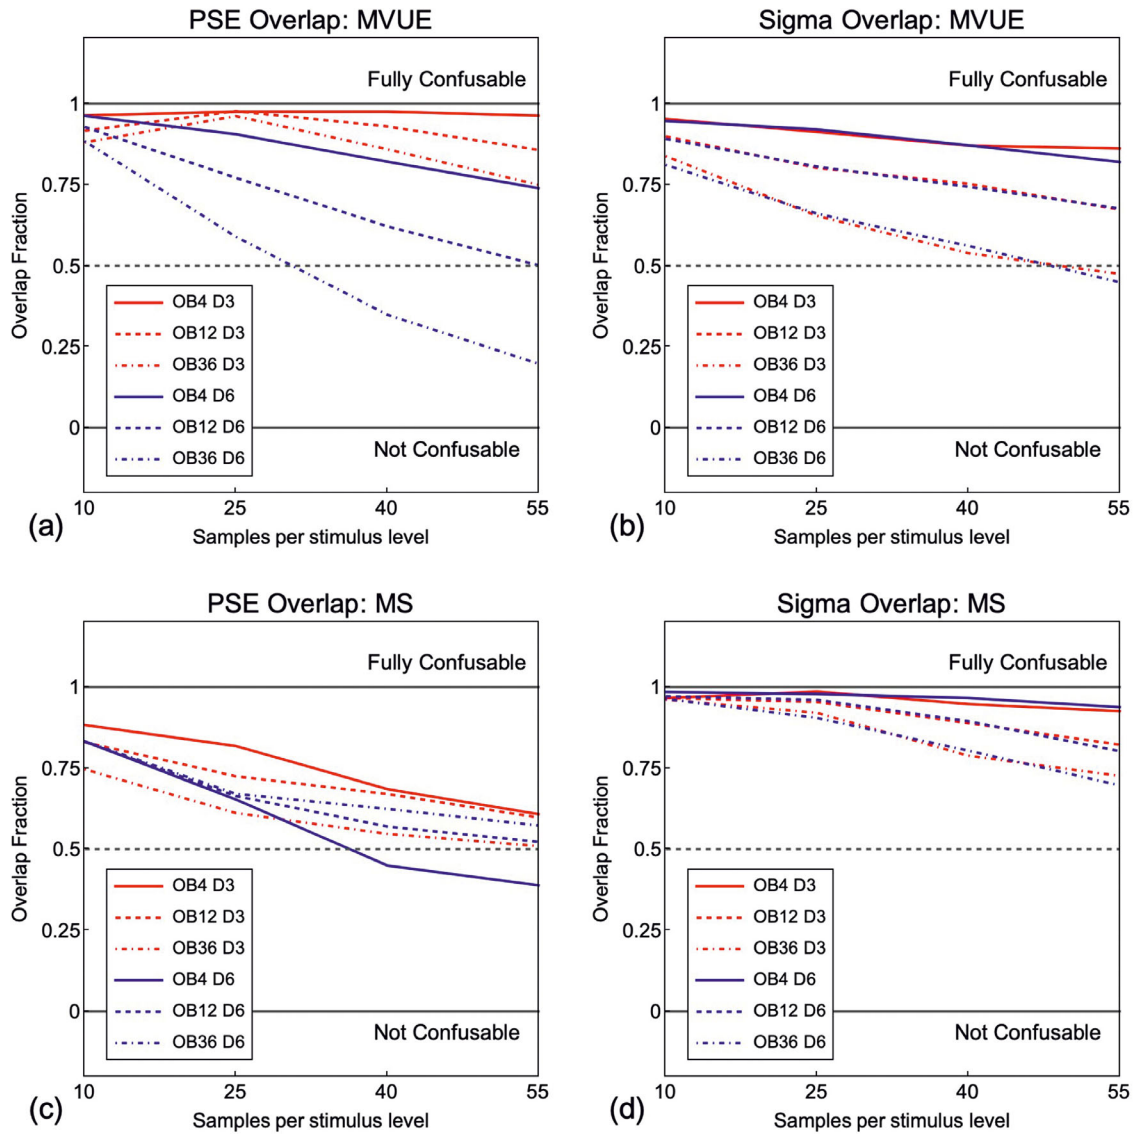 PSE Overlap: MVUE
Fully Confusable
1
0.75
0.5
0.25
0
Overlap Fraction
OB4 D3
OB12 D3
OB36 D3
OB4 D6
OB12 D6
OB36 D6
Not Confusable
10 25 40 55
(a)
Samples per stimulus level
Sigma Overlap: MVUE
Fully Confusable
1
0.75
0.5
0.25
0
Overlap Fraction
OB4 D3
OB12 D3
OB36 D3
OB4 D6
OB12 D6
OB36 D6
Not Confusable
10 25 40 55
(b)
Samples per stimulus level
PSE Overlap: MS
Fully Confusable
1
0.75
0.5
0.25
0
Overlap Fraction
OB4 D3
OB12 D3
OB36 D3
OB4 D6
OB12 D6
OB36 D6
Not Confusable
10 25 40 55
(c)
Samples per stimulus level
Sigma Overlap: MS
Fully Confusable
1
0.75
0.5
0.25
0
Overlap Fraction
OB4 D3
OB12 D3
OB36 D3
OB4 D6
OB12 D6
OB36 D6
Not Confusable
10 25 40 55
(d)
Samples per stimulus level